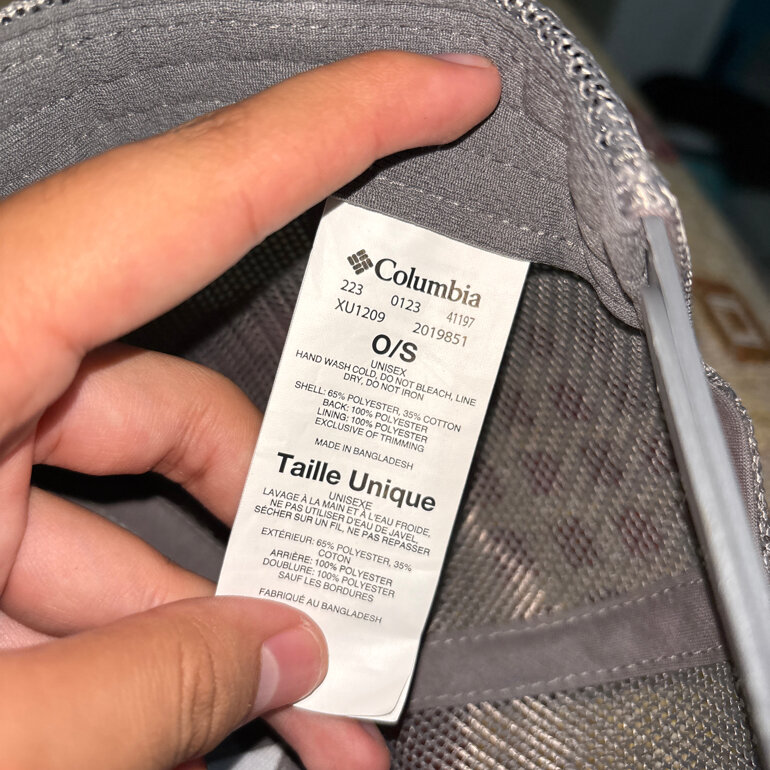 Columbia
223 0123 41197
XU1209 2019851
O/S
UNISEX
HAND WASH COLD, DO NOT BLEACH, LINE
DRY, DO NOT IRON
SHELL: 65% POLYESTER, 35% COTTON
BACK: 100% POLYESTER
LINING: 100% POLYESTER
EXCLUSIVE OF TRIMMING
MADE IN BANGLADESH
Taille Unique
UNISEXE
LAVAGE À LA MAIN ET À L'EAU FROIDE,
NE PAS UTILISER D'EAU DE JAVEL,
SÉCHER SUR UN FIL, NE PAS REPASSER
EXTÉRIEUR: 65% POLYESTER, 35%
COTON
ARRIÈRE: 100% POLYESTER
DOUBLURE: 100% POLYESTER
SAUF LES BORDURES
FABRIQUÉ AU BANGLADESH